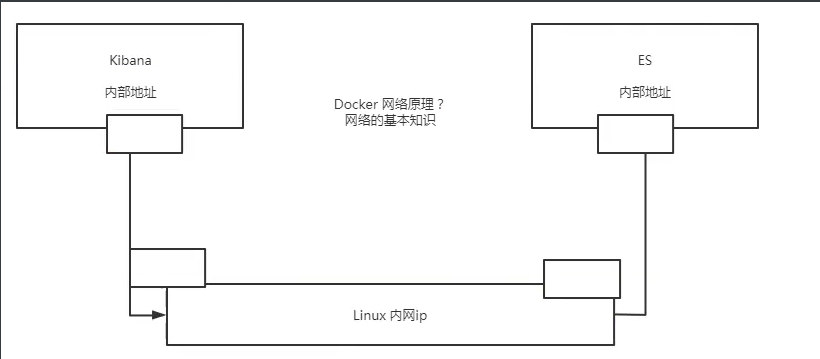 Kibana
内部地址
ES
内部地址
Docker 网络原理？
网络的基本知识
Linux 内网ip